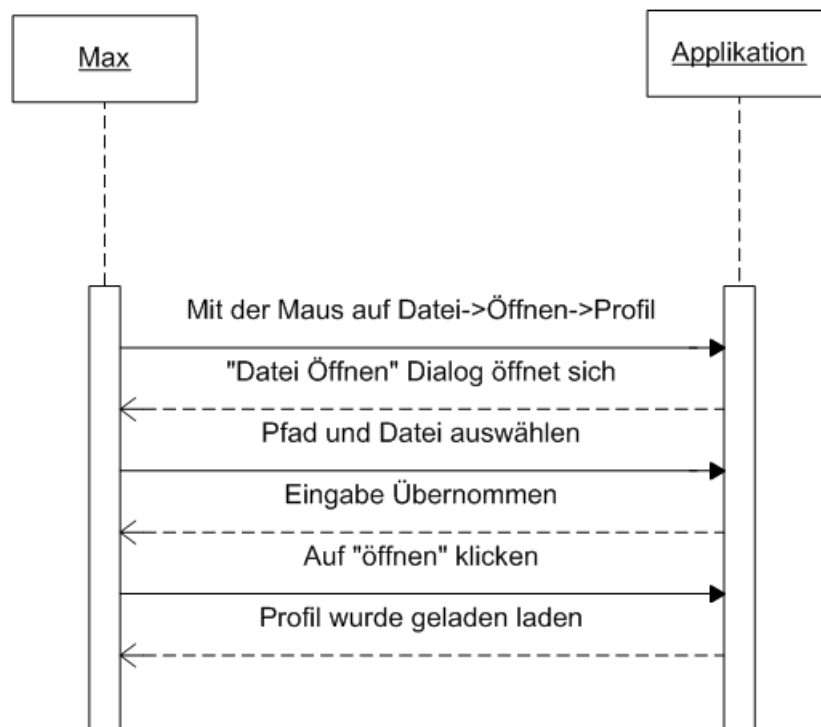 Max
Applikation
Mit der Maus auf Datei->Öffnen->Profil
"Datei Öffnen" Dialog öffnet sich
Pfad und Datei auswählen
Eingabe Übernommen
Auf "öffnen" klicken
Profil wurde geladen laden